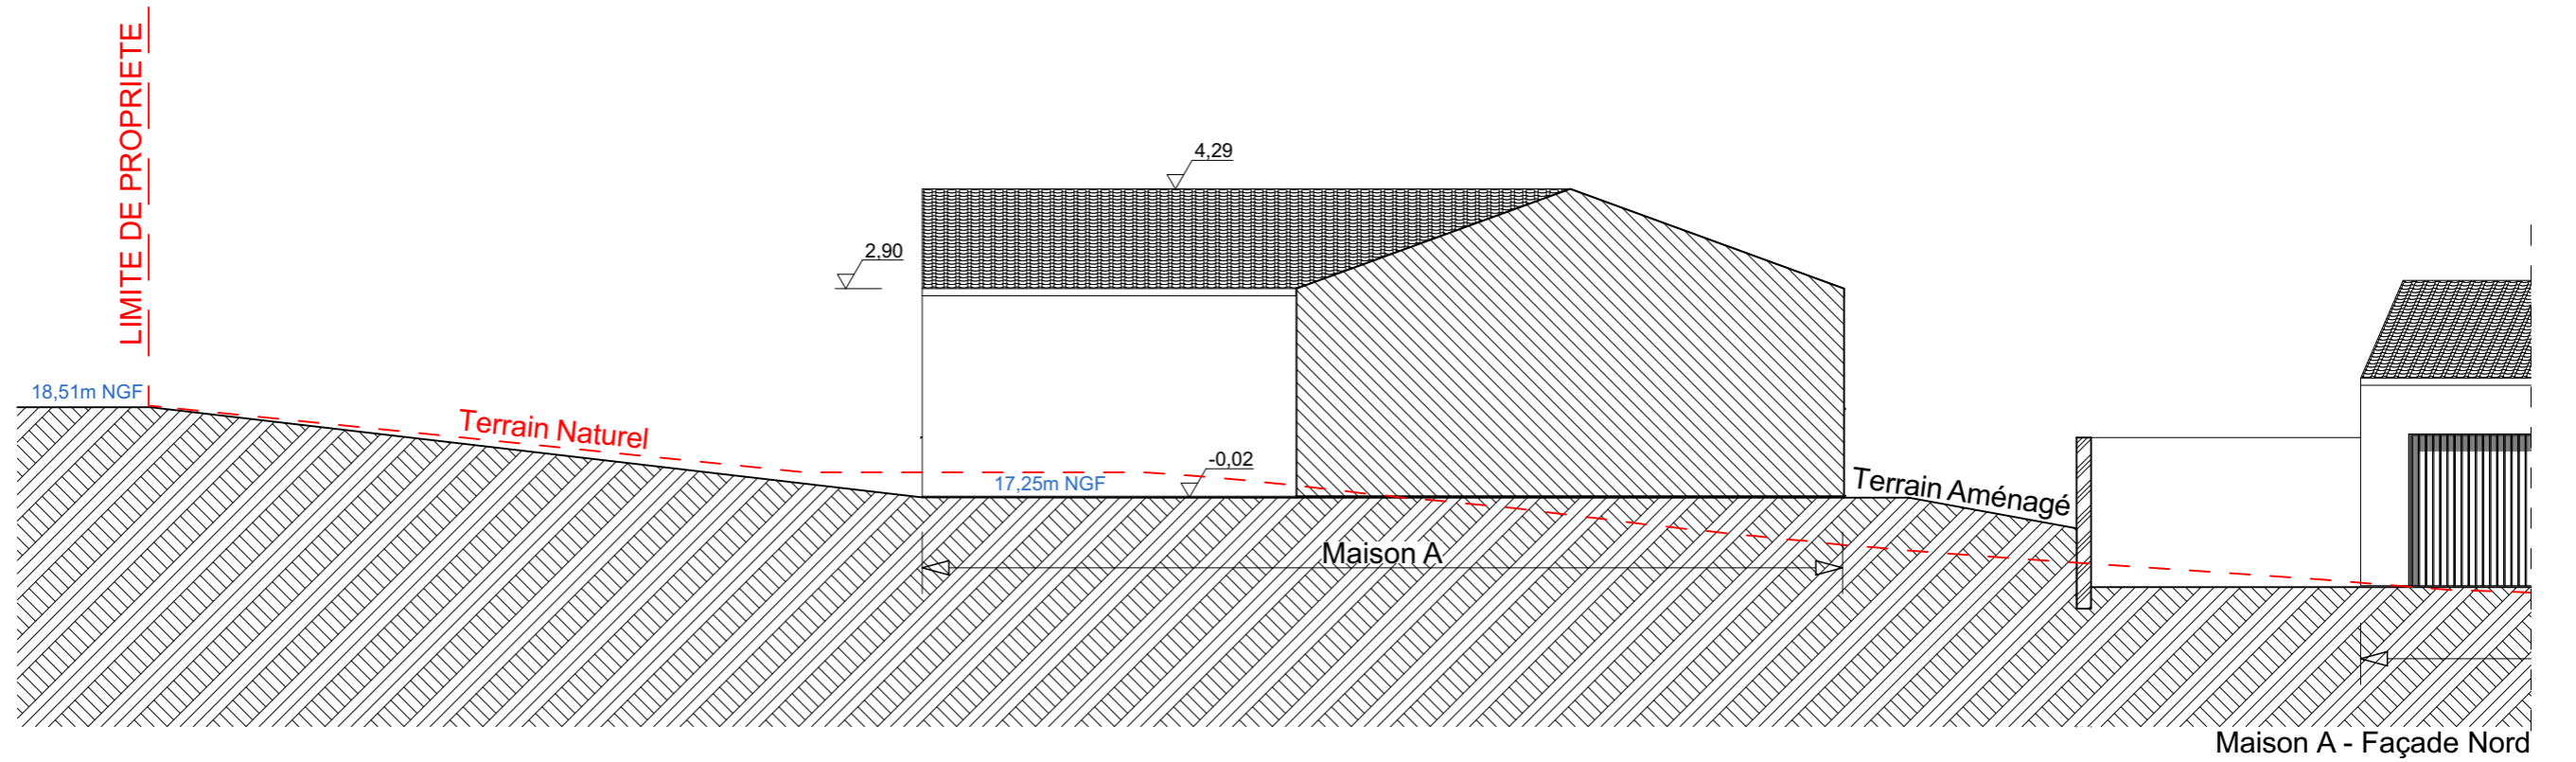 LIMITE DE PROPRIETE
4,29
2,90
18,51m NGF
Terrain Naturel
-0,02
17,25m NGF
Terrain Aménagé
Maison A
Maison A - Façade Nord